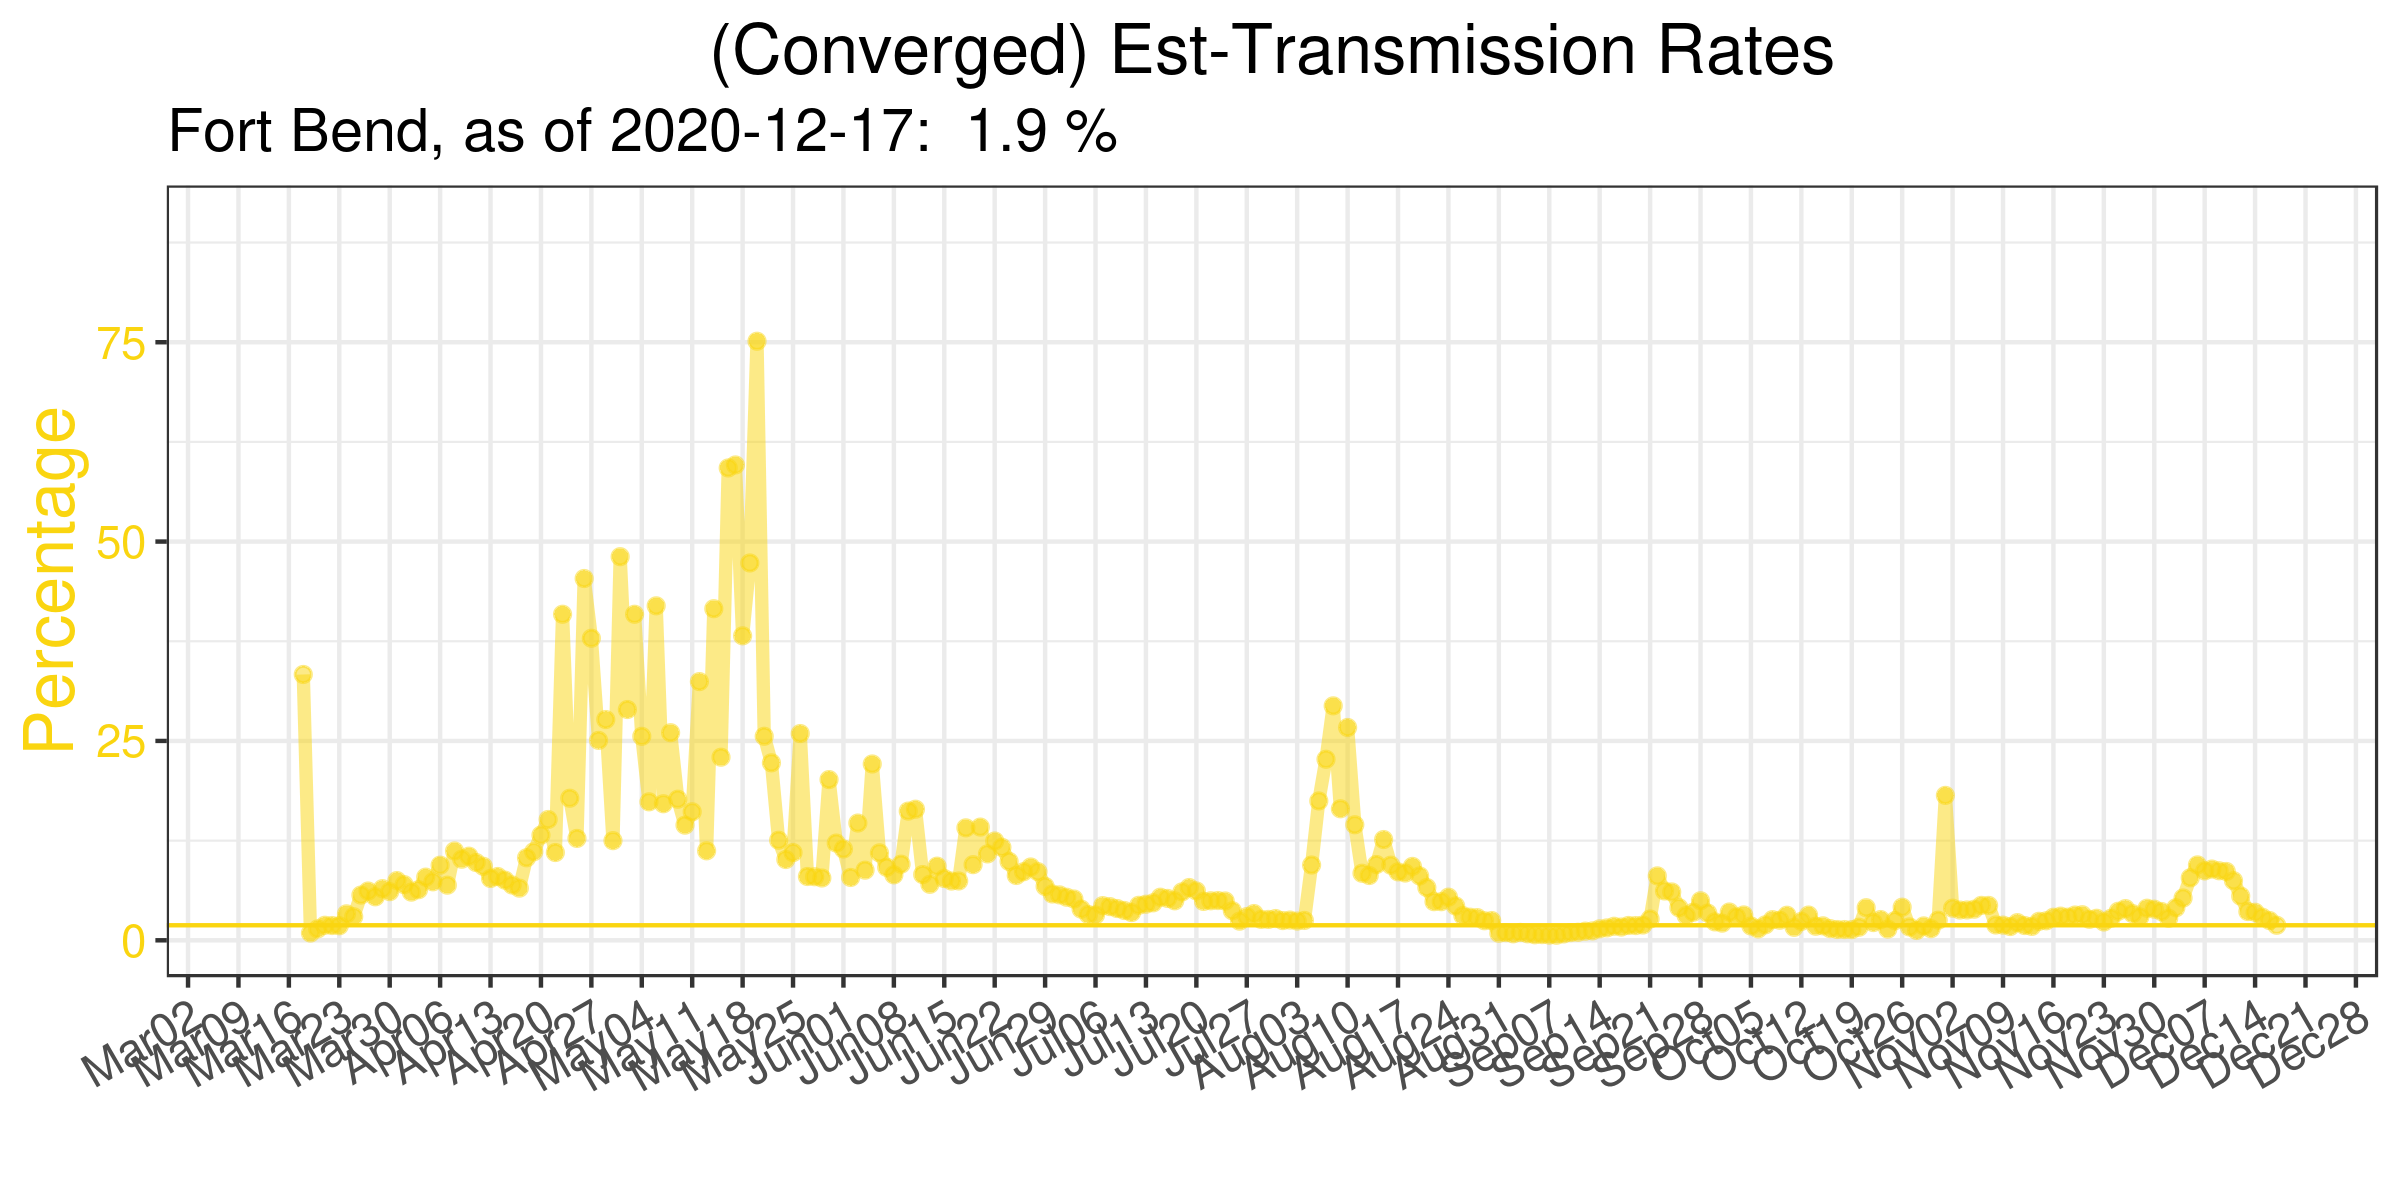 (Converged) Est-Transmission Rates
Fort Bend, as of 2020-12-17:  1.9 %
Percentage
75
50
25
0
Mar02
Mar09
Mar16
Mar23
Mar30
Apr06
Apr13
Apr20
Apr27
May04
May11
May18
May25
Jun01
Jun08
Jun15
Jun22
Jun29
Jul06
Jul13
Jul20
Jul27
Aug03
Aug10
Aug17
Aug24
Aug31
Sep07
Sep14
Sep21
Sep28
Oct05
Oct12
Oct19
Oct26
Nov02
Nov09
Nov16
Nov23
Nov30
Dec07
Dec14
Dec21
Dec28